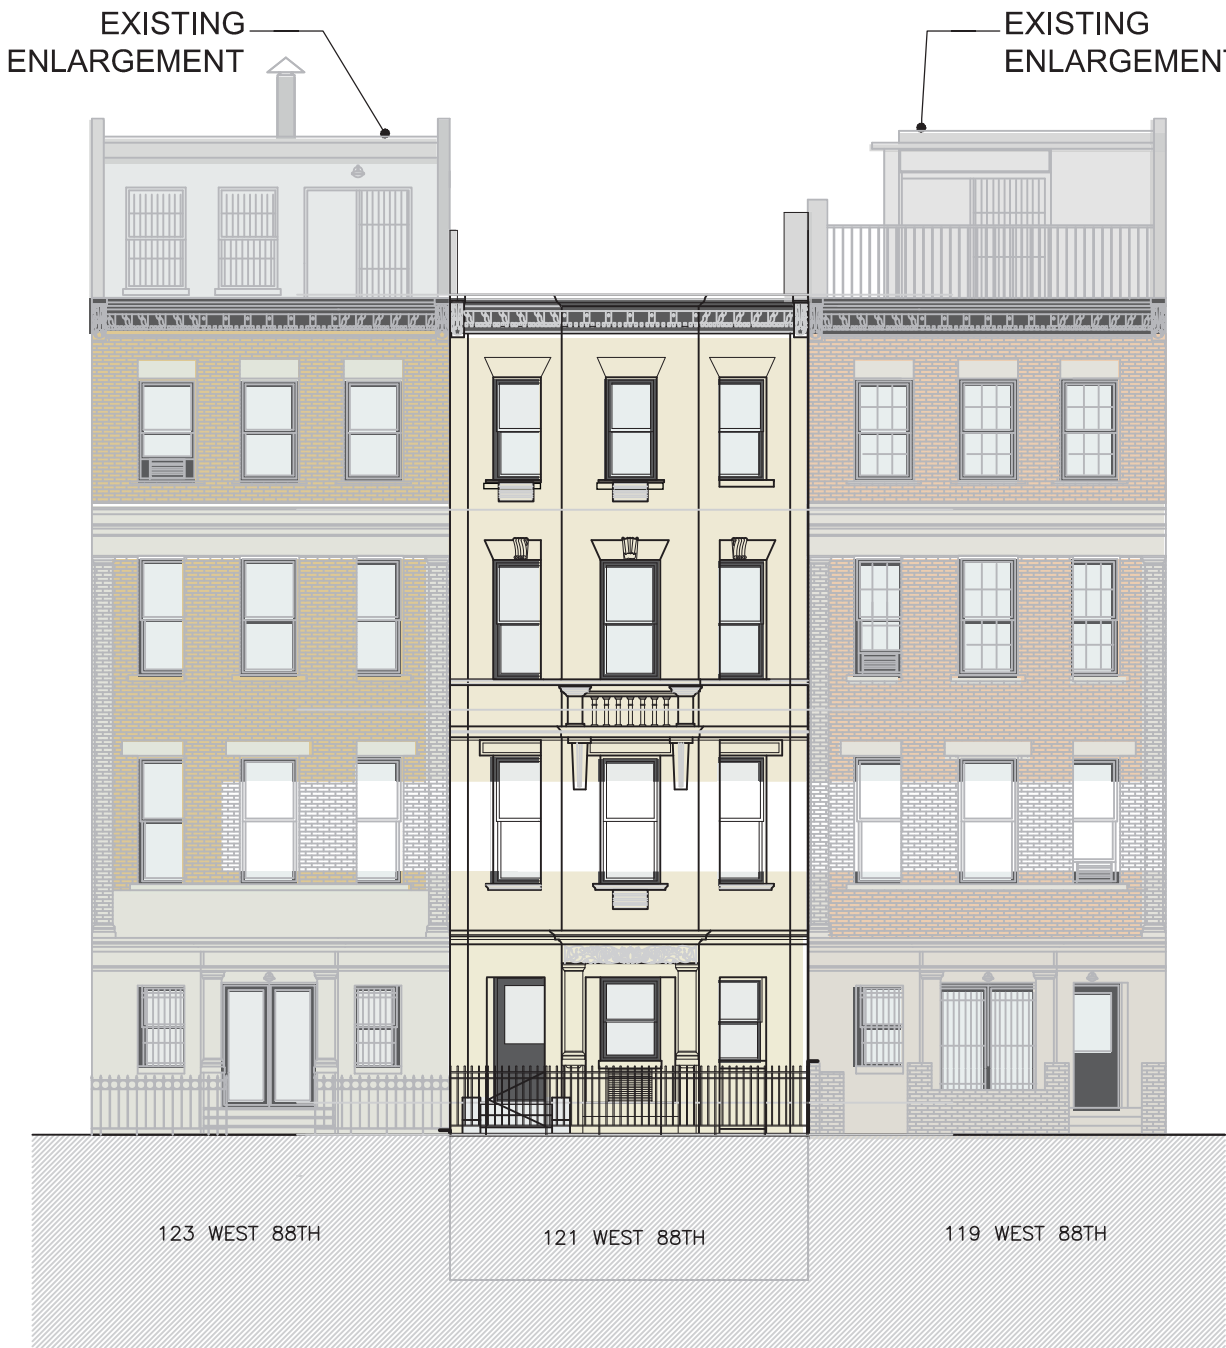 EXISTING
ENLARGEMENT
EXISTING
ENLARGEMENT
123 WEST 88TH
121 WEST 88TH
119 WEST 88TH